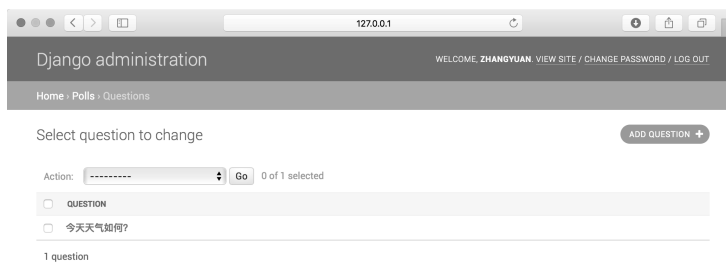 127.0.0.1
Django administration
WELCOME, ZHANGYUAN. VIEW SITE / CHANGE PASSWORD / LOG OUT
Home › Polls › Questions
Select question to change
ADD QUESTION +
Action: --------- Go 0 of 1 selected
QUESTION
今天天气如何?
1 question